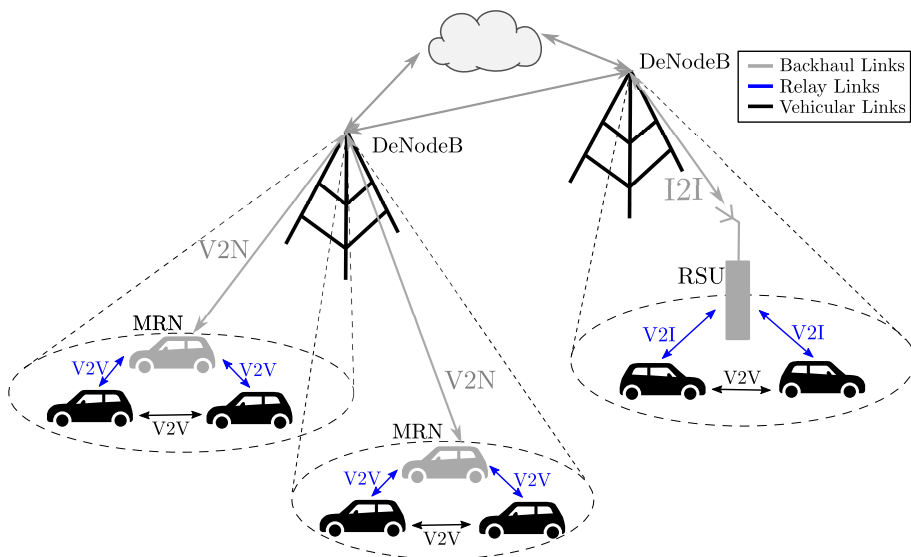 DeNodeB
Backhaul Links
Relay Links
Vehicular Links
DeNodeB
I2I
V2N
RSU
MRN
V2I
V2I
V2V
V2V
V2V
V2N
V2V
MRN
V2V
V2V
V2V